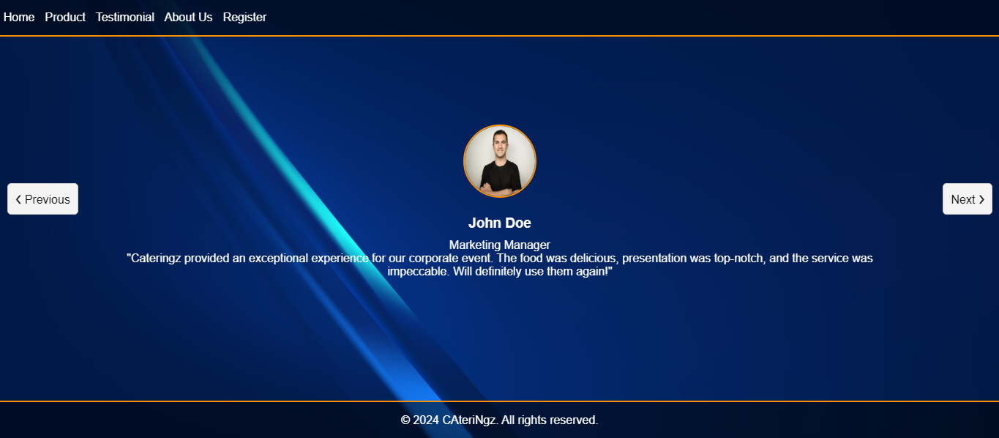 Home Product Testimonial About Us Register
‹ Previous
Next ›
John Doe
Marketing Manager
"Cateringz provided an exceptional experience for our corporate event. The food was delicious, presentation was top-notch, and the service was
impeccable. Will definitely use them again!"
© 2024 CAteriNgz. All rights reserved.